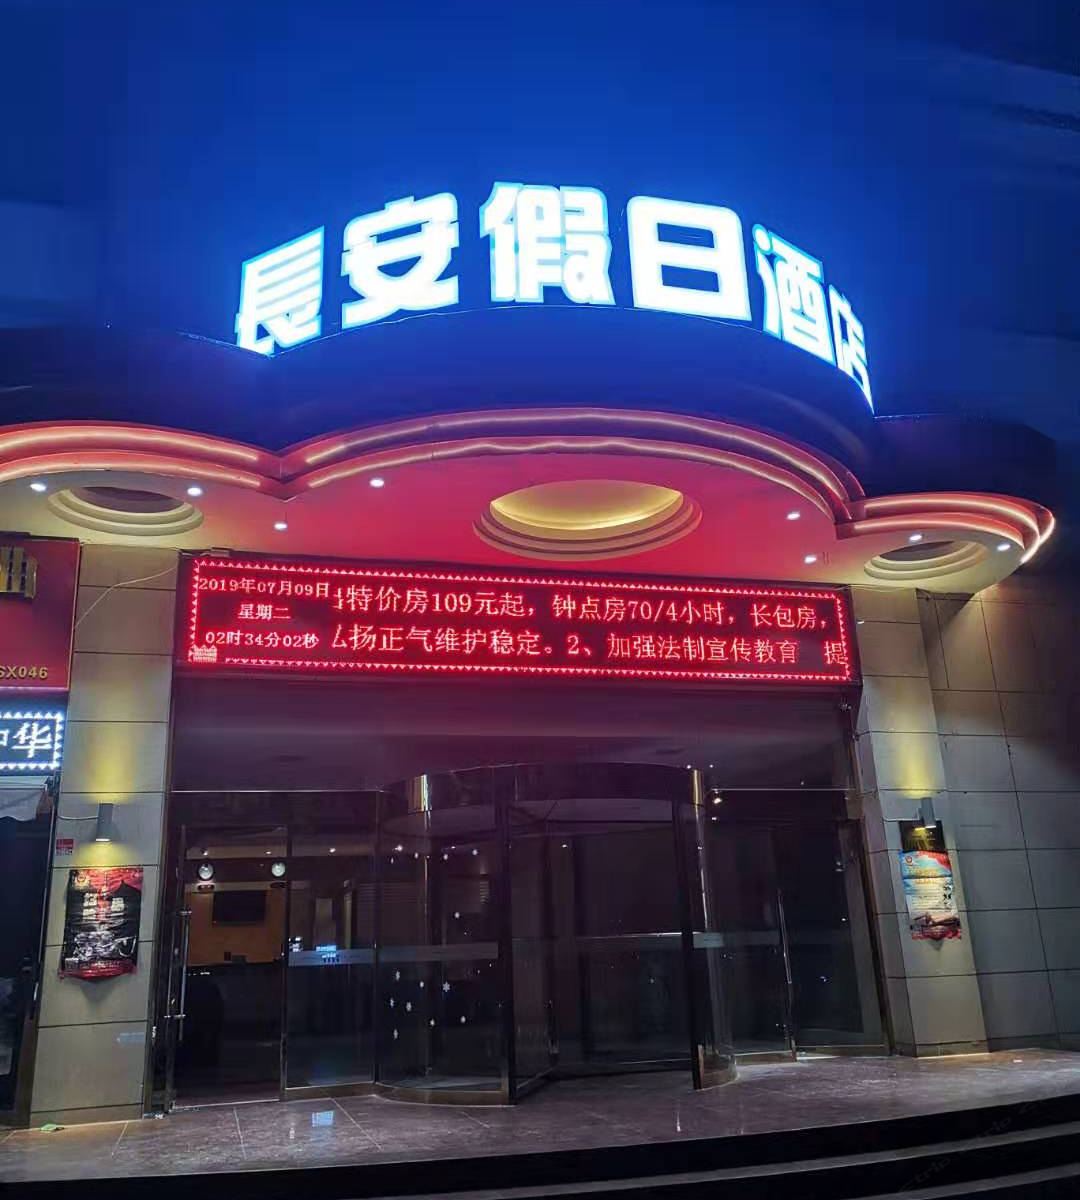 長安假日酒店
2019年07月09日
星期二
02时34分02秒
特价房109元起，钟点房70/4小时，长包房，
扬正气维护稳定。2、加强法制宣传教育 提
SX046
中华